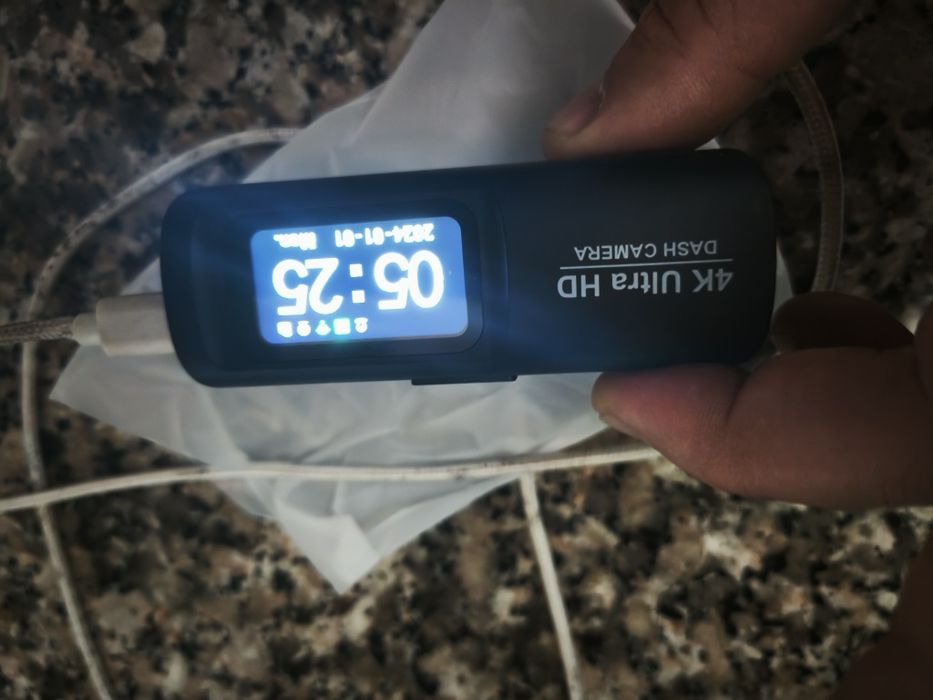 4K Ultra HD
DASH CAMERA
05:25
2024-01-01 Mon.